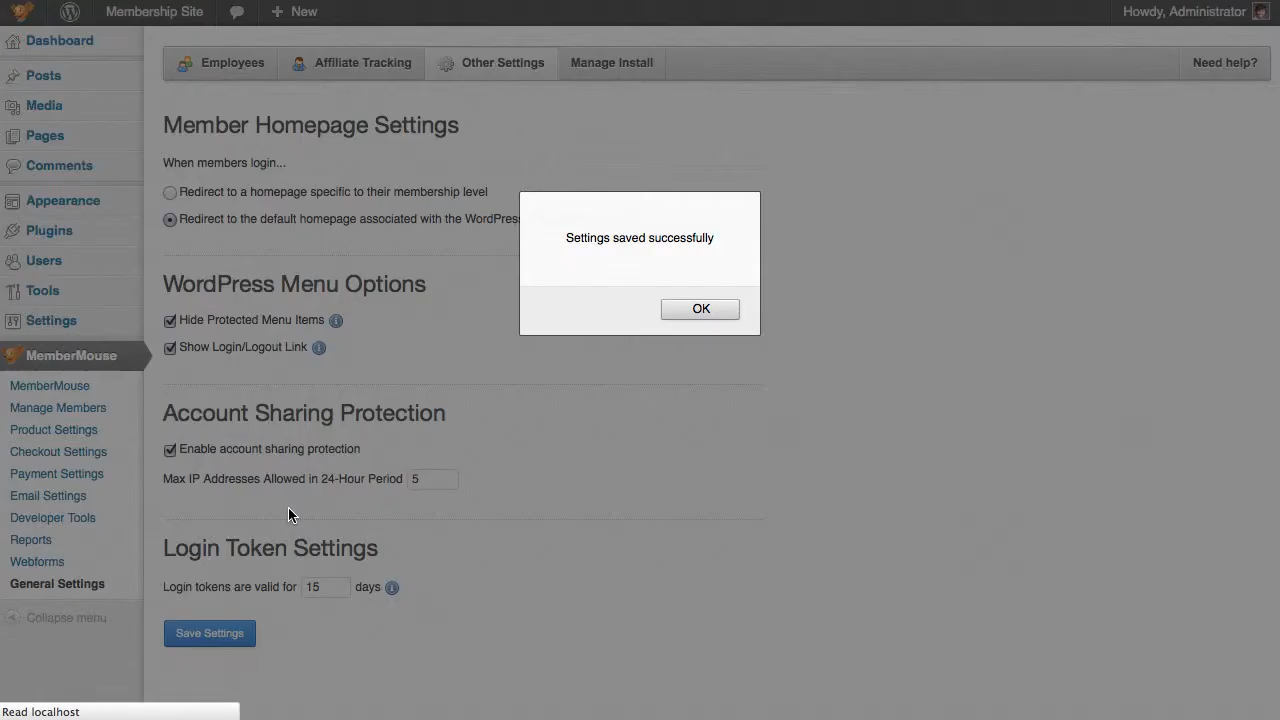 Membership Site
New
Howdy, Administrator
Dashboard
Posts
Media
Pages
Comments
Appearance
Plugins
Users
Tools
Settings
MemberMouse
MemberMouse
Manage Members
Product Settings
Checkout Settings
Payment Settings
Email Settings
Developer Tools
Reports
Webforms
General Settings
Collapse menu
Employees
Affiliate Tracking
Other Settings
Manage Install
Need help?
Member Homepage Settings
When members login...
Redirect to a homepage specific to their membership level
Redirect to the default homepage associated with the WordPress
WordPress Menu Options
Hide Protected Menu Items
Show Login/Logout Link
Account Sharing Protection
Enable account sharing protection
Max IP Addresses Allowed in 24-Hour Period 5
Login Token Settings
Login tokens are valid for 15 days
Save Settings
Settings saved successfully
OK
Read localhost